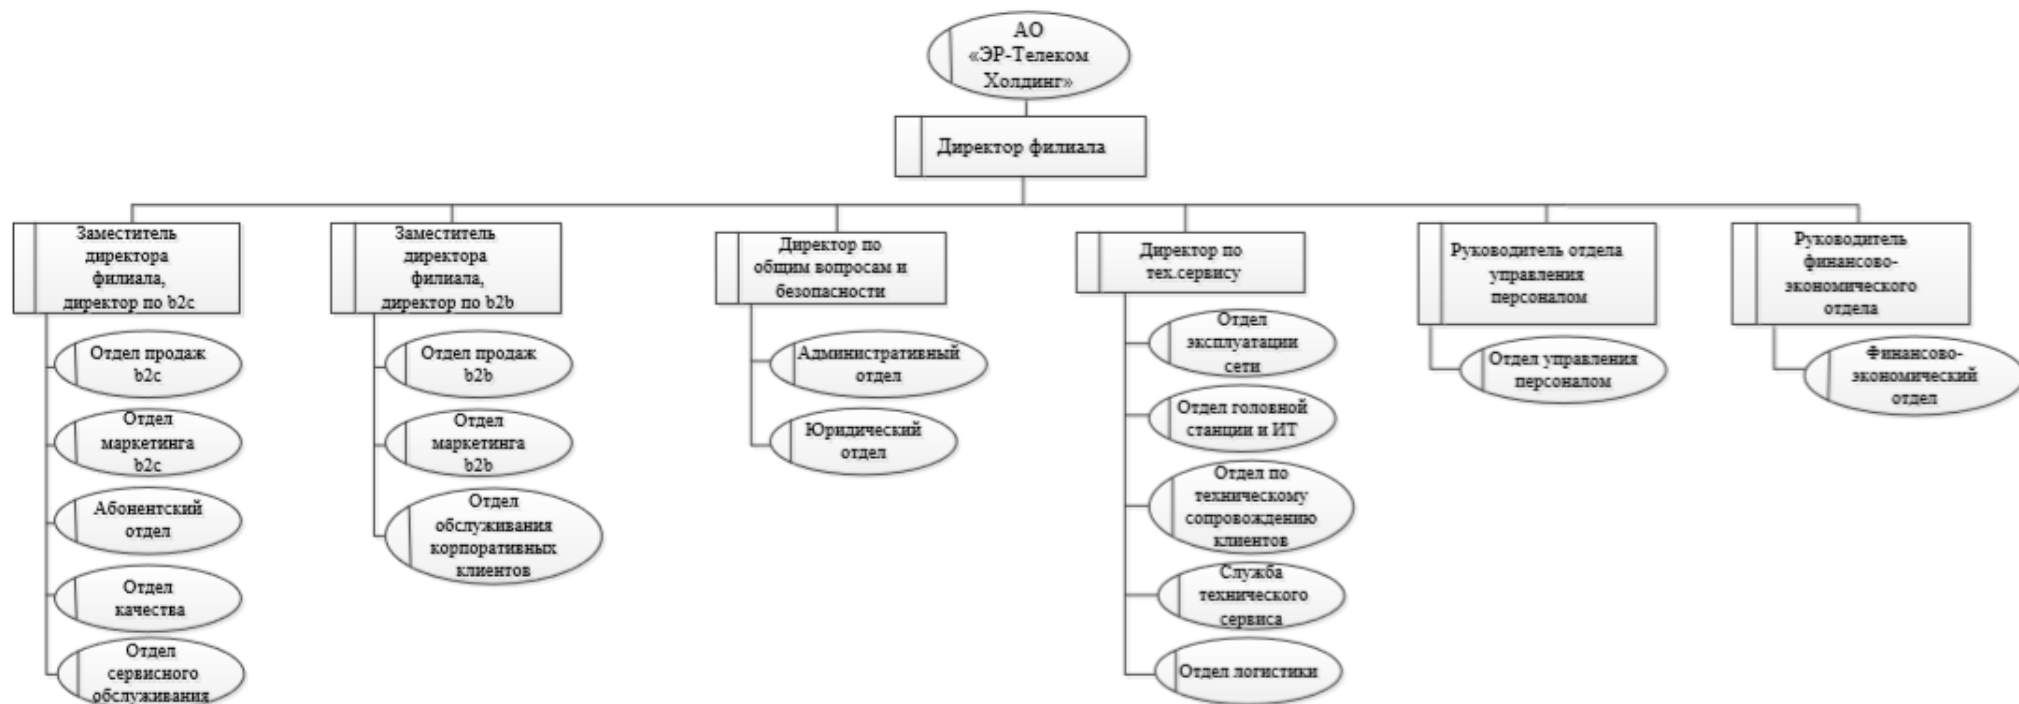 АО
«ЭР-Телеком
Холдинг»
Директор филиала
Заместитель
директора
филиала,
директор по b2c
Отдел продаж
b2c
Отдел
маркетинга
b2c
Абонентский
отдел
Отдел
качества
Отдел
сервисного
обслуживания
Заместитель
директора
филиала,
директор по b2b
Отдел продаж
b2b
Отдел
маркетинга
b2b
Отдел
обслуживания
корпоративных
клиентов
Директор по
общим вопросам и
безопасности
Административный
отдел
Юридический
отдел
Директор по
тех.сервису
Отдел
эксплуатации
сети
Отдел головной
станции и ИТ
Отдел по
техническому
сопровождению
клиентов
Служба
технического
сервиса
Отдел логистики
Руководитель отдела
управления
персоналом
Отдел управления
персоналом
Руководитель
финансово-
экономического
отдела
Финансово-
экономический
отдел